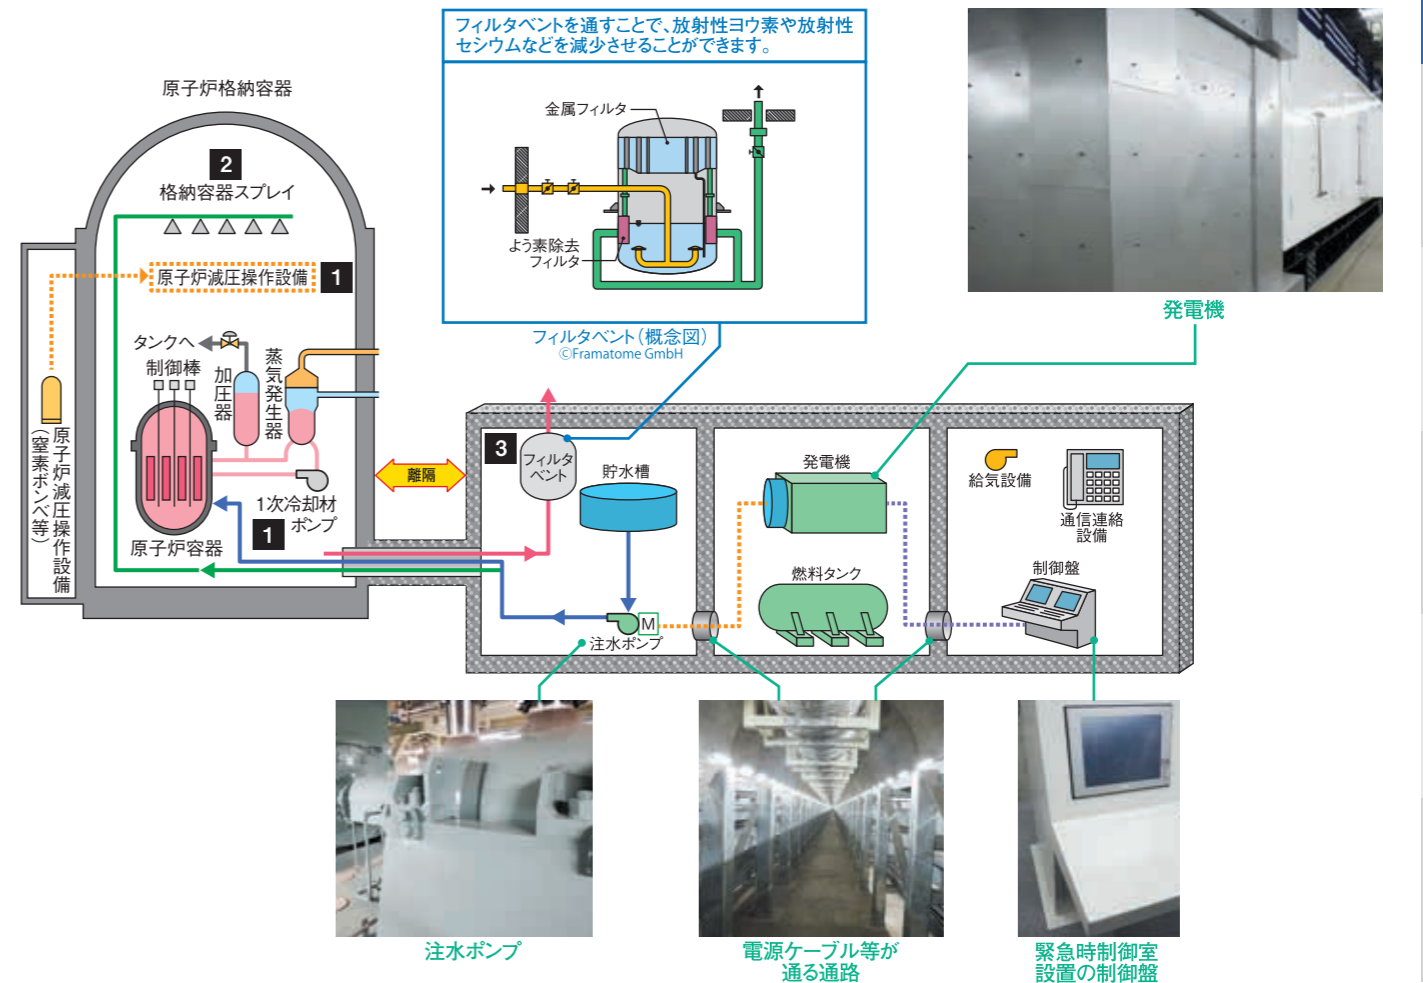 フィルタベントを通すことで、放射性ヨウ素や放射性
セシウムなどを減少させることができます。
金属フィルタ
よう素除去
フィルタ
フィルタベント(概念図)
©Framatome GmbH
発電機
原子炉格納容器
2
格納容器スプレイ
原子炉減圧操作設備
1
タンクへ
制御棒
加圧器
蒸気発生器
原子炉減圧操作設備
(窒素ボンベ等)
1次冷却材
ポンプ
1
原子炉容器
離隔
3
フィルタ
ベント
貯水槽
M
注水ポンプ
発電機
燃料タンク
給気設備
通信連絡
設備
制御盤
注水ポンプ
電源ケーブル等が
通る通路
緊急時制御室
設置の制御盤